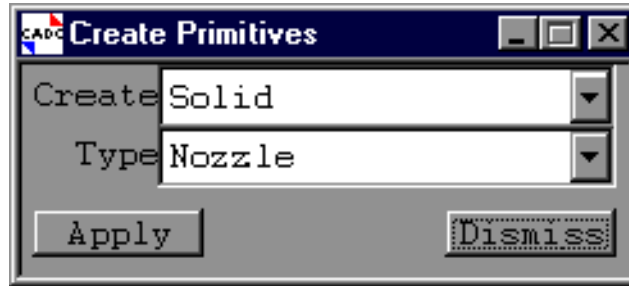 CADC Create Primitives
Create Solid
Type Nozzle
Apply Dismiss